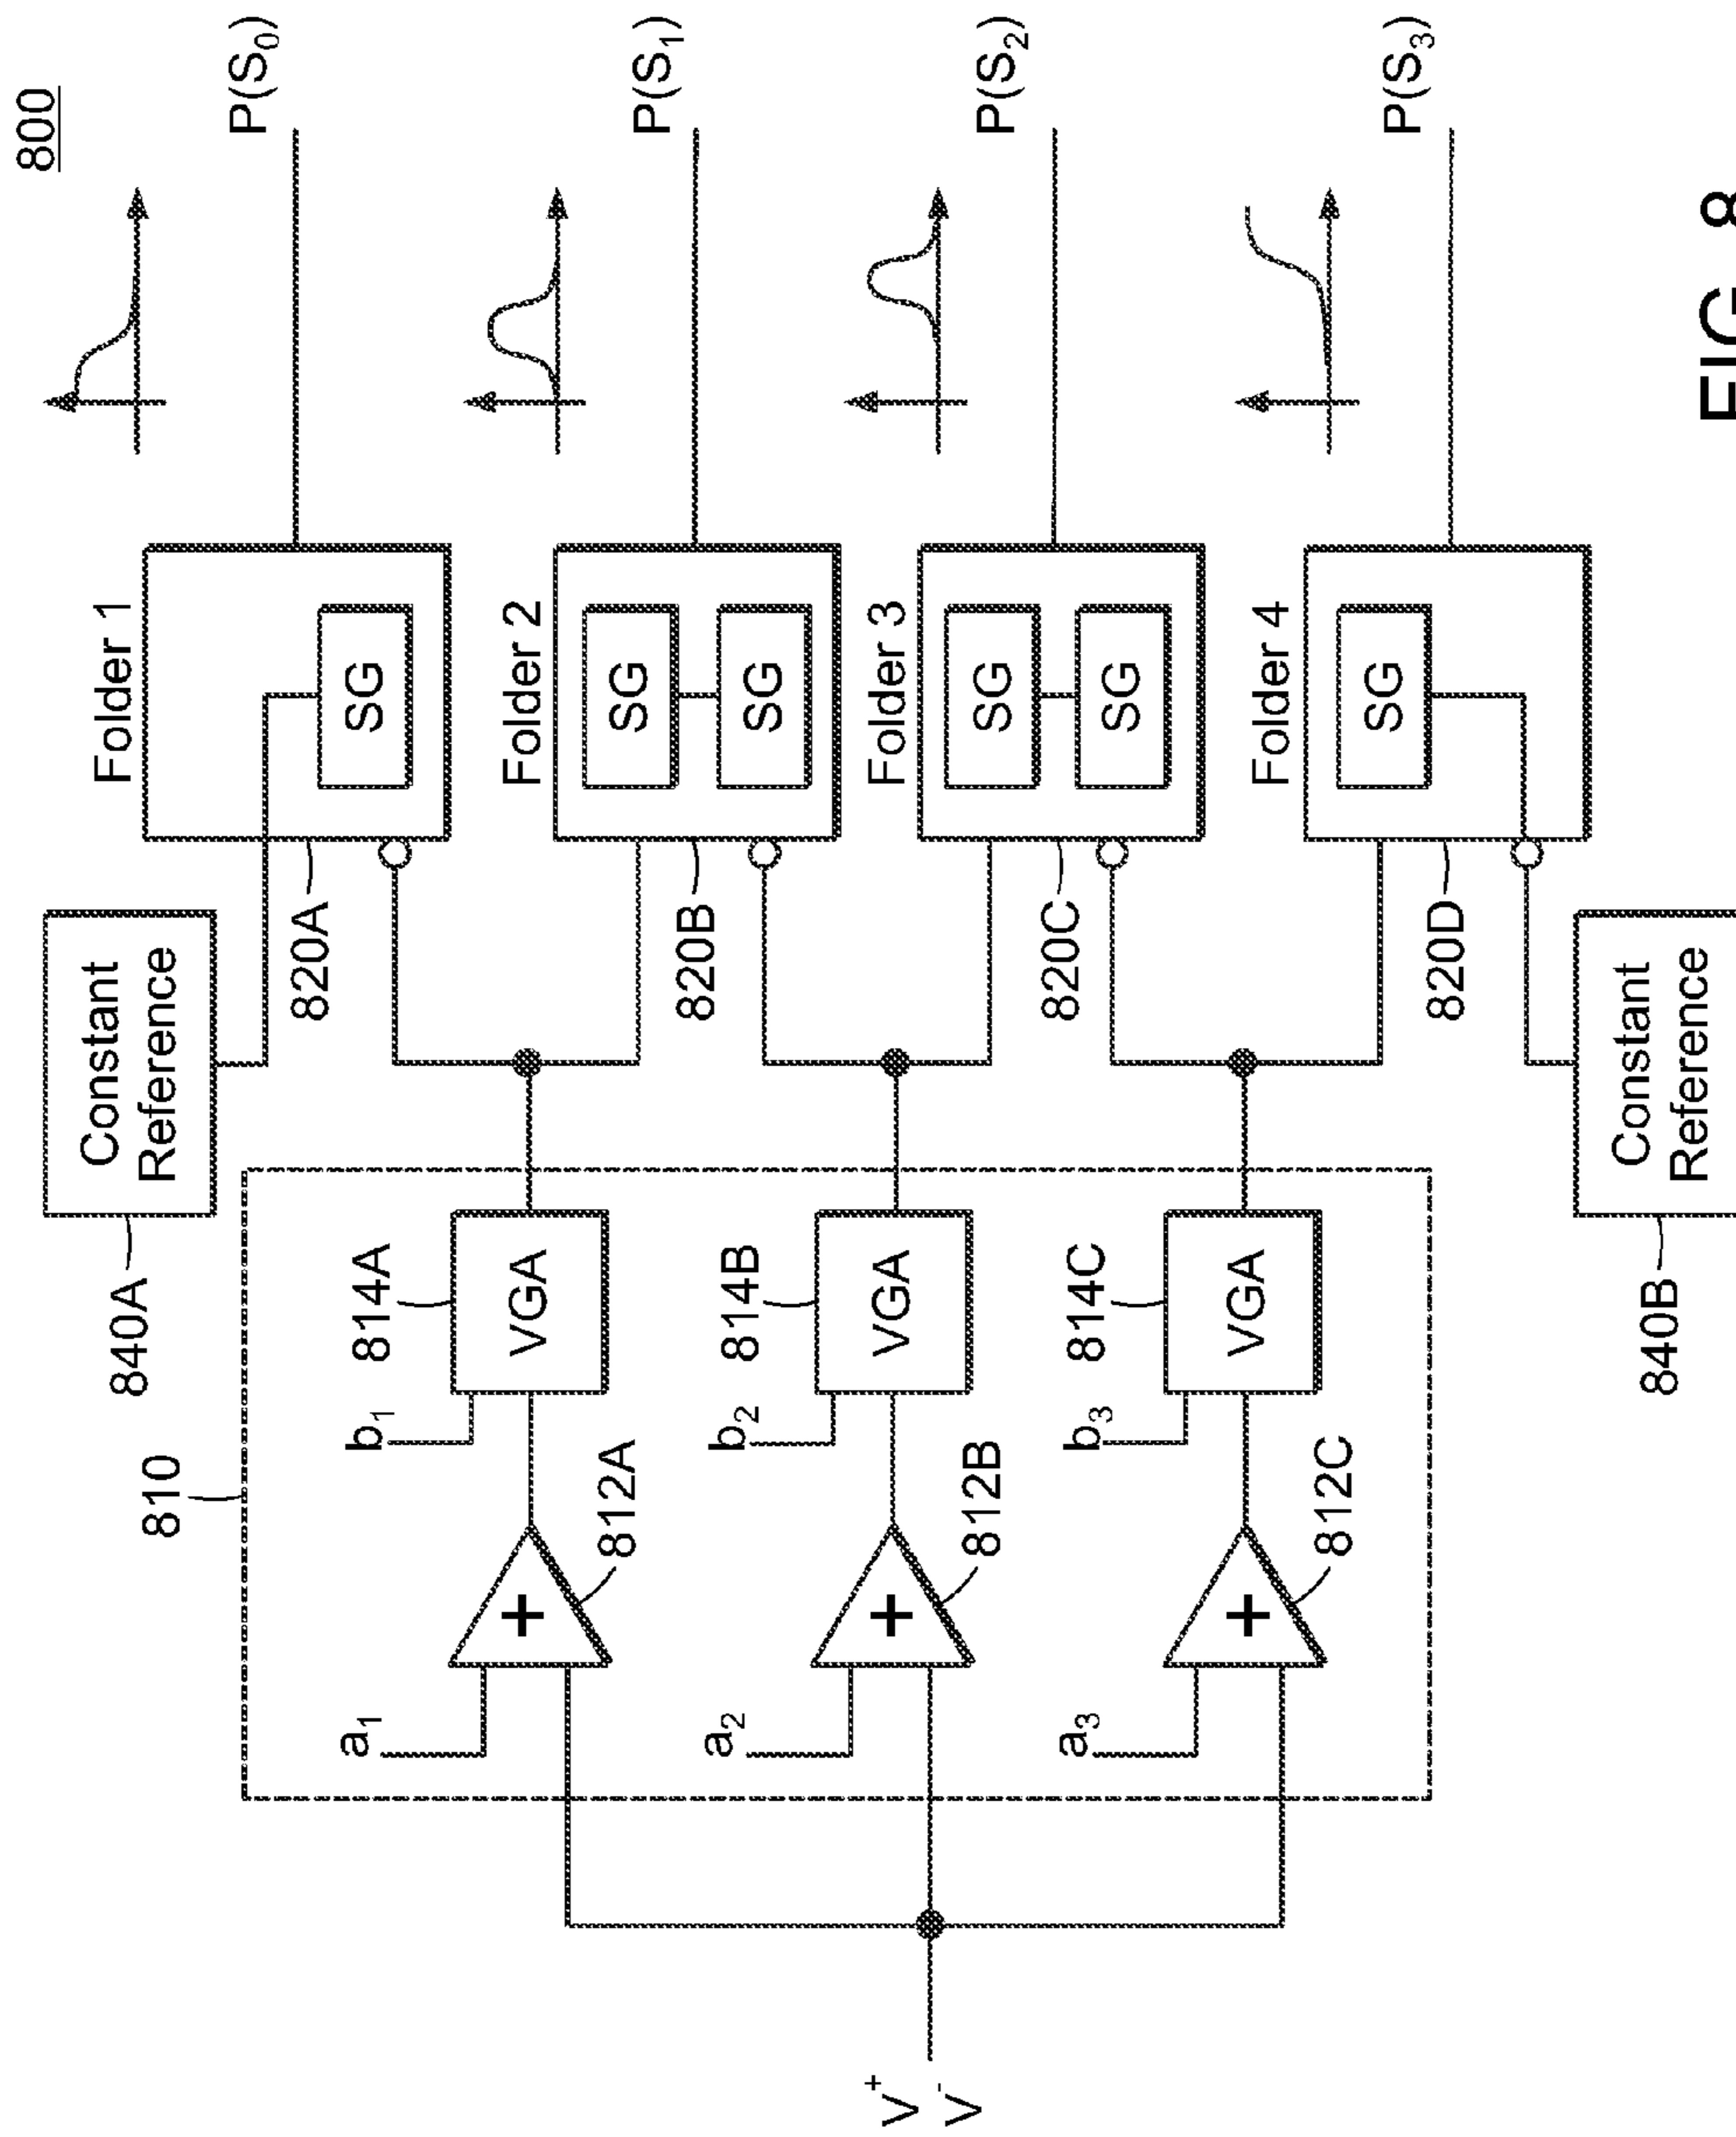 800
Constant
Reference
840A
Folder 1
SG
820A
P(S0)
810
a1
b1
814A
VGA
+
812A
Folder 2
SG
SG
820B
P(S1)
V+
V-
a2
b2
814B
VGA
+
812B
Folder 3
SG
SG
820C
P(S2)
a3
b3
814C
VGA
+
812C
Folder 4
SG
820D
P(S3)
840B
Constant
Reference
FIG. 8